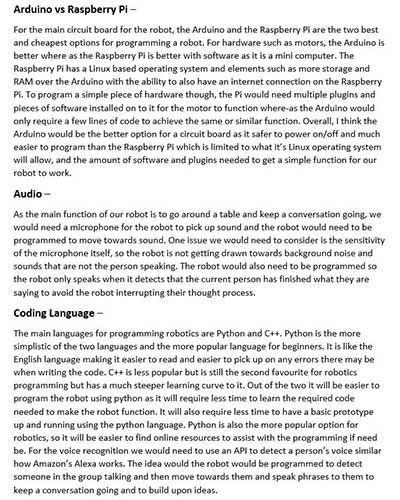 Arduino vs Raspberry Pi –
For the main circuit board for the robot, the Arduino and the Raspberry Pi are the two best
and cheapest options for programming a robot. For hardware such as motors, the Arduino is
better where as the Raspberry Pi is better with software as it is a mini computer. The
Raspberry Pi has a Linux based operating system and elements such as more storage and
RAM over the Arduino with the ability to also have an internet connection on the Raspberry
Pi. To program a simple piece of hardware though, the Pi would need multiple plugins and
pieces of software installed on to it for the motor to function where-as the Arduino would
only require a few lines of code to achieve the same or similar function. Overall, I think the
Arduino would be the better option for a circuit board as it safer to power on/off and much
easier to program than the Raspberry Pi which is limited to what it's Linux operating system
will allow, and the amount of software and plugins needed to get a simple function for our
robot to work.
Audio –
As the main function of our robot is to go around a table and keep a conversation going, we
would need a microphone for the robot to pick up sound and the robot would need to be
programmed to move towards sound. One issue we would need to consider is the sensitivity
of the microphone itself, so the robot is not getting drawn towards background noise and
sounds that are not the person speaking. The robot would also need to be programmed so
the robot only speaks when it detects that the current person has finished what they are
saying to avoid the robot interrupting their thought process.
Coding Language –
The main languages for programming robotics are Python and C++. Python is the more
simplistic of the two languages and the more popular language for beginners. It is like the
English language making it easier to read and easier to pick up on any errors there may be
when writing the code. C++ is less popular but is still the second favourite for robotics
programming but has a much steeper learning curve to it. Out of the two it will be easier to
program the robot using python as it will require less time to learn the required code
needed to make the robot function. It will also require less time to have a basic prototype
up and running using the python language. Python is also the more popular option for
robotics, so it will be easier to find online resources to assist with the programming if need
be. For the voice recognition we would need to use an API to detect a person's voice similar
how Amazon's Alexa works. The idea would the robot would be programmed to detect
someone in the group talking and then move towards them and speak phrases to them to
keep a conversation going and to build upon ideas.